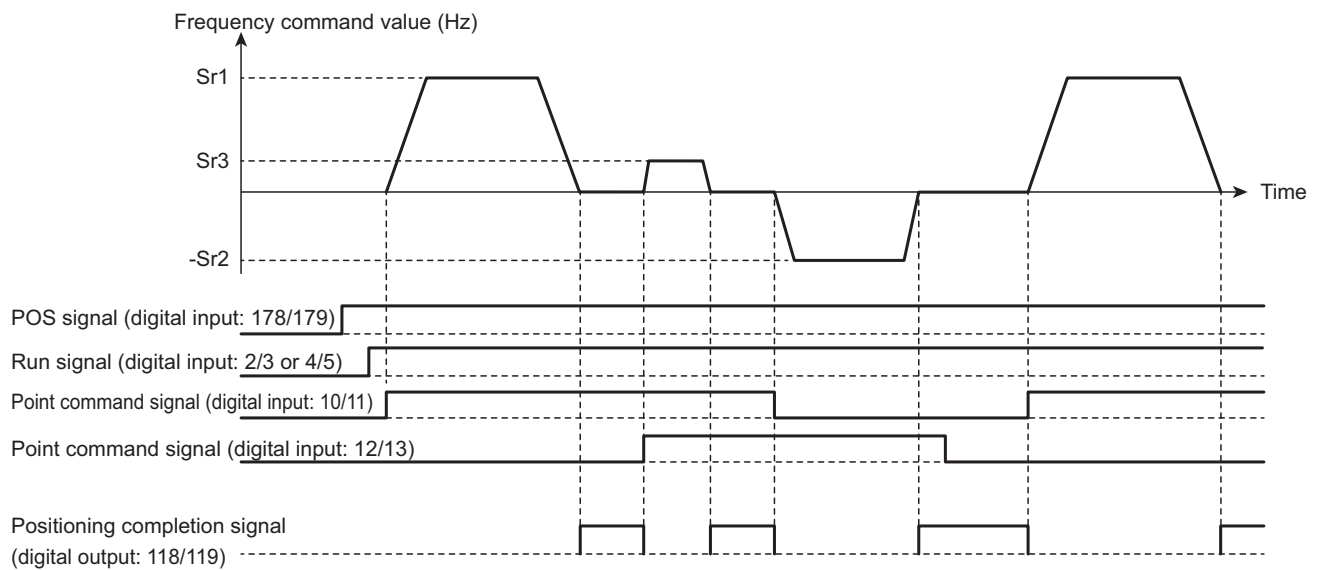 Frequency command value (Hz)
Sr1
Sr3
Time
-Sr2
POS signal (digital input: 178/179)
Run signal (digital input: 2/3 or 4/5)
Point command signal (digital input: 10/11)
Point command signal (digital input: 12/13)
Positioning completion signal
(digital output: 118/119)